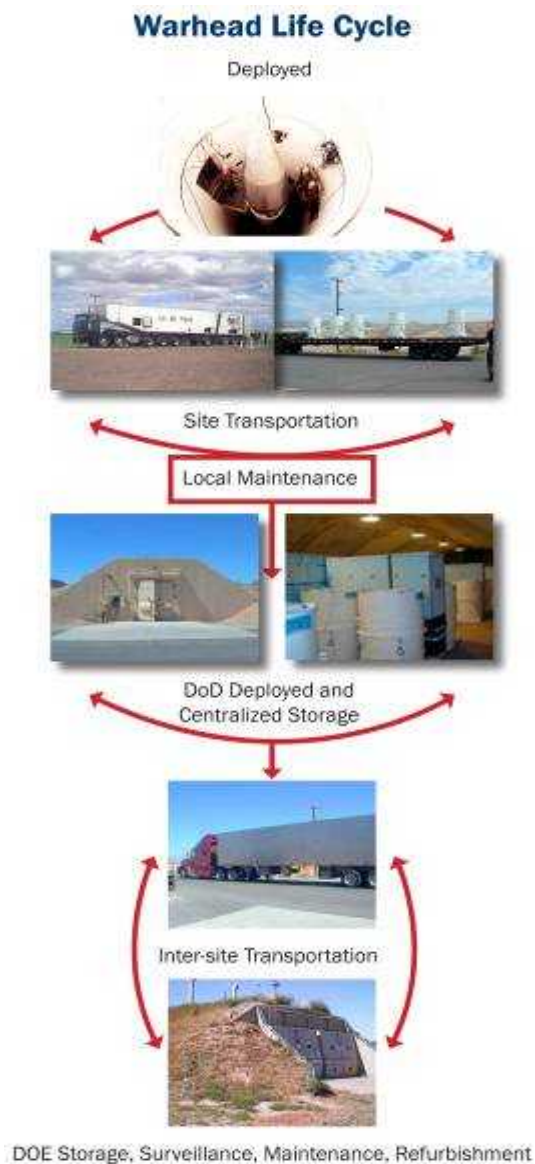 Warhead Life Cycle
Deployed
Site Transportation
Local Maintenance
DoD Deployed and
Centralized Storage
Inter-site Transportation
DOE Storage, Surveillance, Maintenance, Refurbishment